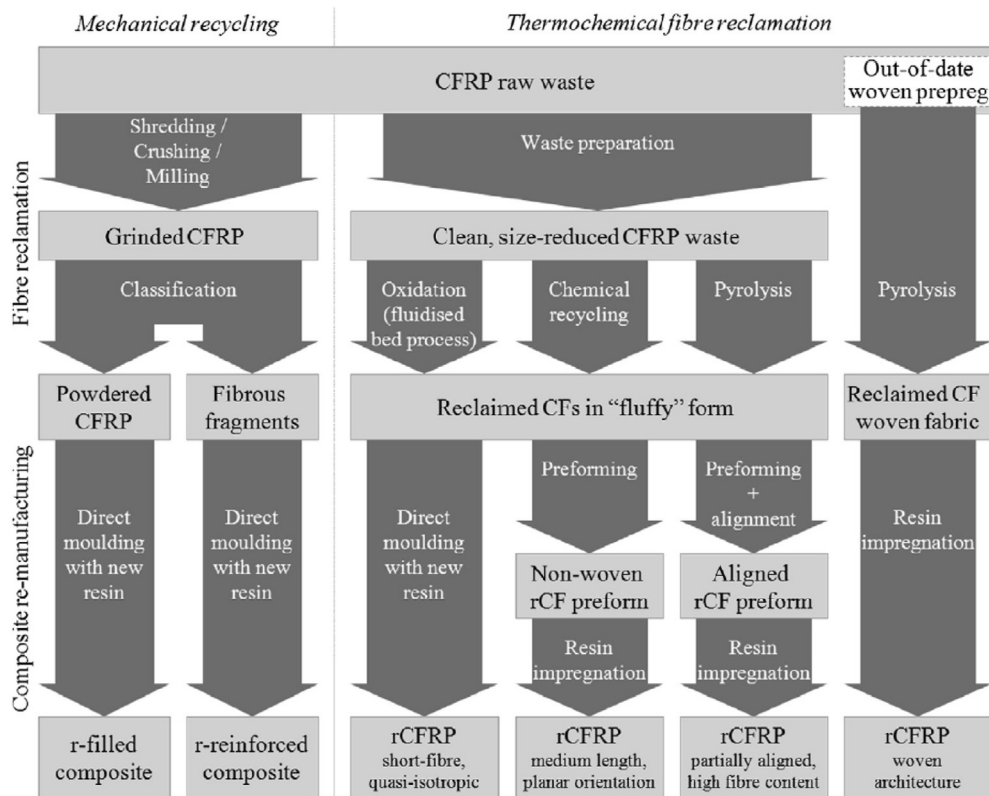 Mechanical recycling
Thermochemical fibre reclamation
CFRP raw waste
Out-of-date
woven prepreg
Fibre reclamation
Shredding /
Crushing /
Milling
Waste preparation
Grinded CFRP
Clean, size-reduced CFRP waste
Classification
Oxidation
(fluidised
bed process)
Chemical
recycling
Pyrolysis
Pyrolysis
Powdered
CFRP
Fibrous
fragments
Reclaimed CFs in “fluffy” form
Reclaimed CF
woven fabric
Composite re-manufacturing
Direct
moulding
with new
resin
Direct
moulding
with new
resin
Direct
moulding
with new
resin
Preforming
Preforming
+
alignment
Resin
impregnation
Non-woven
rCF preform
Aligned
rCF preform
Resin
impregnation
Resin
impregnation
r-filled
composite
r-reinforced
composite
rCFRP
short-fibre,
quasi-isotropic
rCFRP
medium length,
planar orientation
rCFRP
partially aligned,
high fibre content
rCFRP
woven
architecture